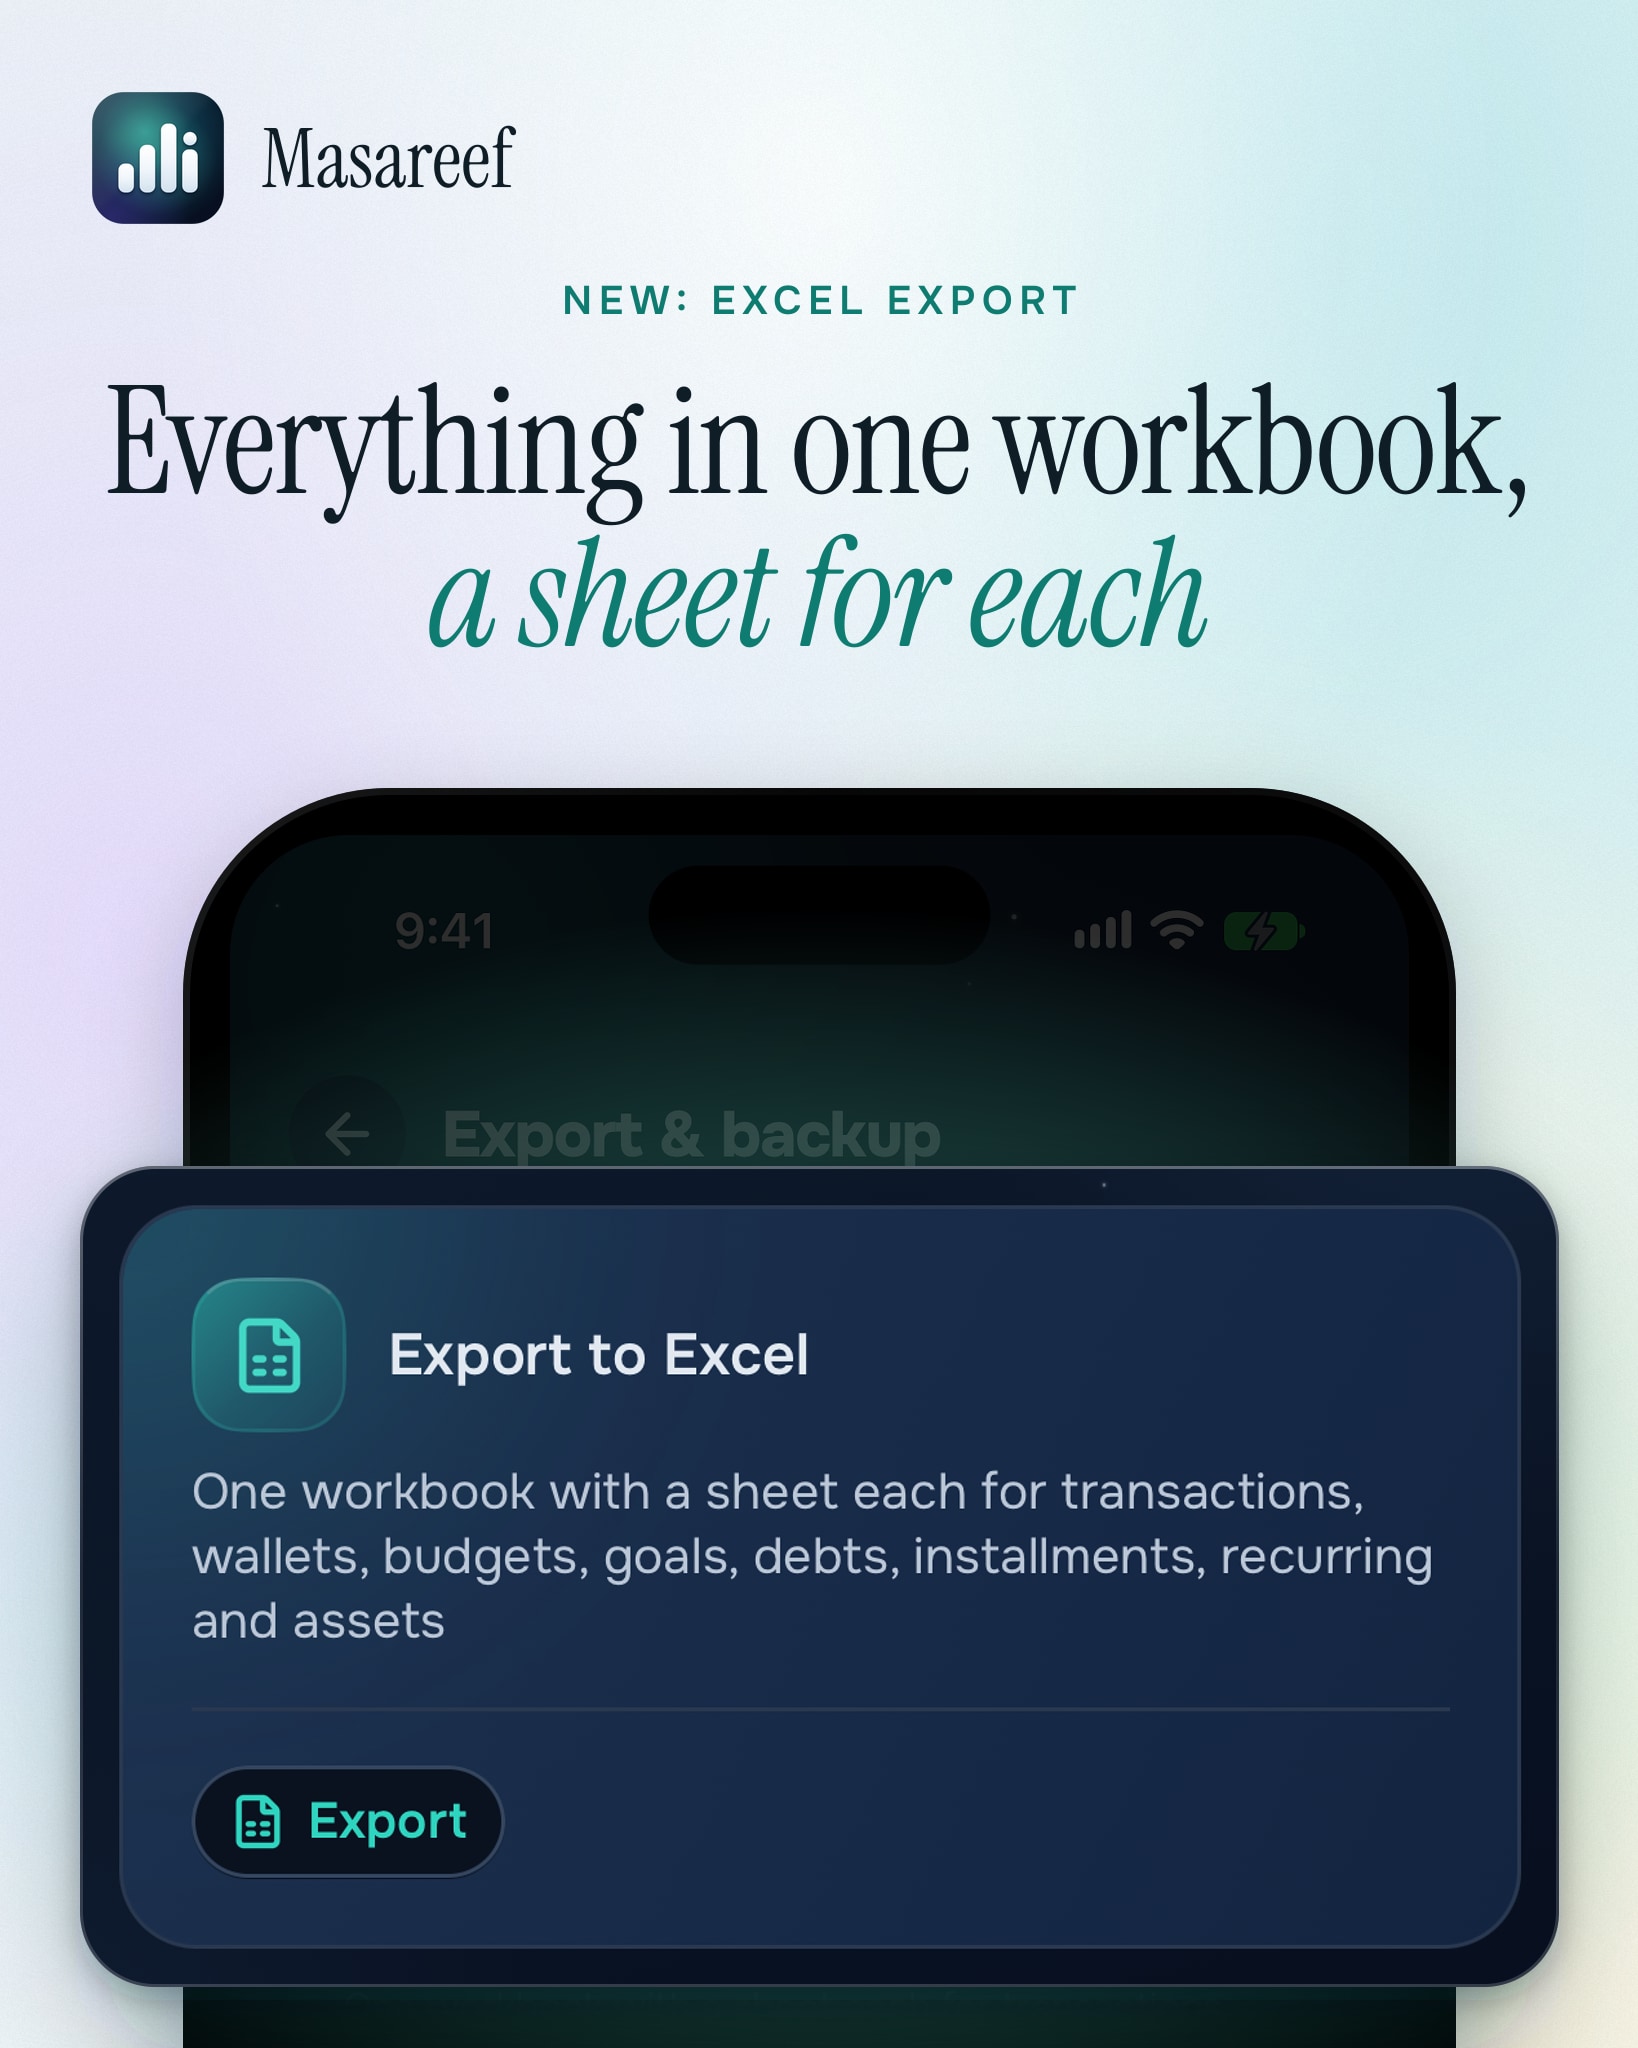 Masareef
NEW: EXCEL EXPORT
Everything in one workbook,
a sheet for each
9:41
Export & backup
Export to Excel
One workbook with a sheet each for transactions,
wallets, budgets, goals, debts, installments, recurring
and assets
Export